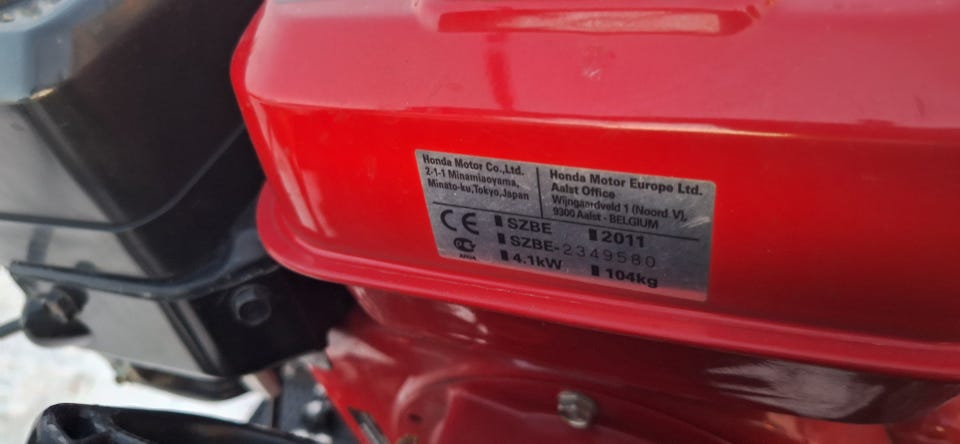 Honda Motor Co.,Ltd.
2-1-1 Minamiaoyama,
Minato-ku,Tokyo,Japan
Honda Motor Europe Ltd.
Aalst Office
Wijngaardveld 1 (Noord V),
9300 Aalst - BELGIUM
CE
SZBE
2011
SZBE-2349580
4.1kW
104kg